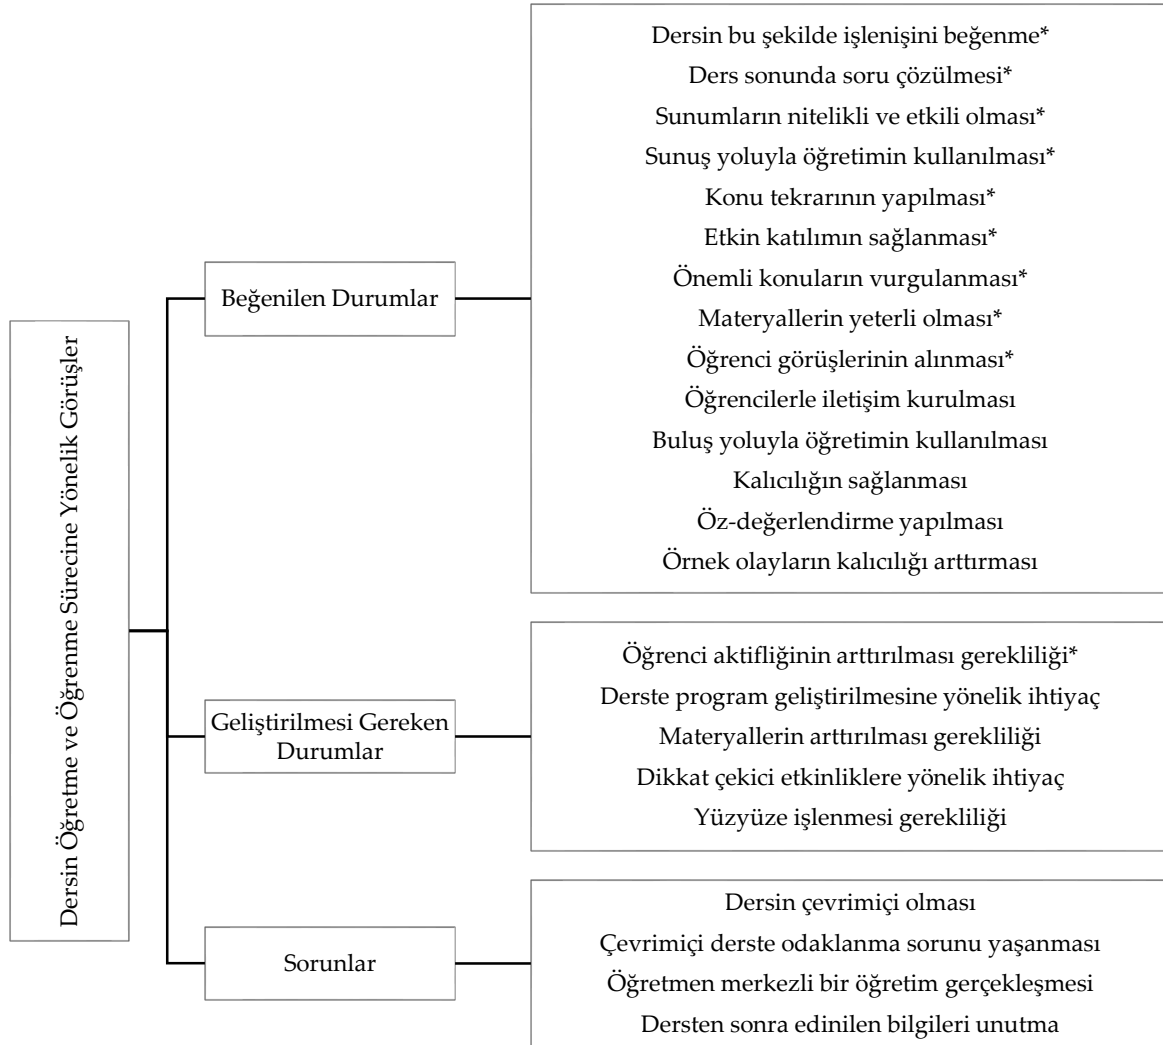 Dersin Öğretme ve Öğrenme Sürecine Yönelik Görüşler
Beğenilen Durumlar
Dersin bu şekilde işlenişini beğenme*
Ders sonunda soru çözülmesi*
Sunumların nitelikli ve etkili olması*
Sunuş yoluyla öğretimin kullanılması*
Konu tekrarının yapılması*
Etkin katılımın sağlanması*
Önemli konuların vurgulanması*
Materyallerin yeterli olması*
Öğrenci görüşlerinin alınması*
Öğrencilerle iletişim kurulması
Buluş yoluyla öğretimin kullanılması
Kalıcılığın sağlanması
Öz-değerlendirme yapılması
Örnek olayların kalıcılığı arttırması
Geliştirilmesi Gereken
Durumlar
Öğrenci aktifliğinin arttırılması gerekliliği*
Derste program geliştirilmesine yönelik ihtiyaç
Materyallerin arttırılması gerekliliği
Dikkat çekici etkinliklere yönelik ihtiyaç
Yüzyüze işlenmesi gerekliliği
Sorunlar
Dersin çevrimiçi olması
Çevrimiçi derste odaklanma sorunu yaşanması
Öğretmen merkezli bir öğretim gerçekleşmesi
Dersten sonra edinilen bilgileri unutma